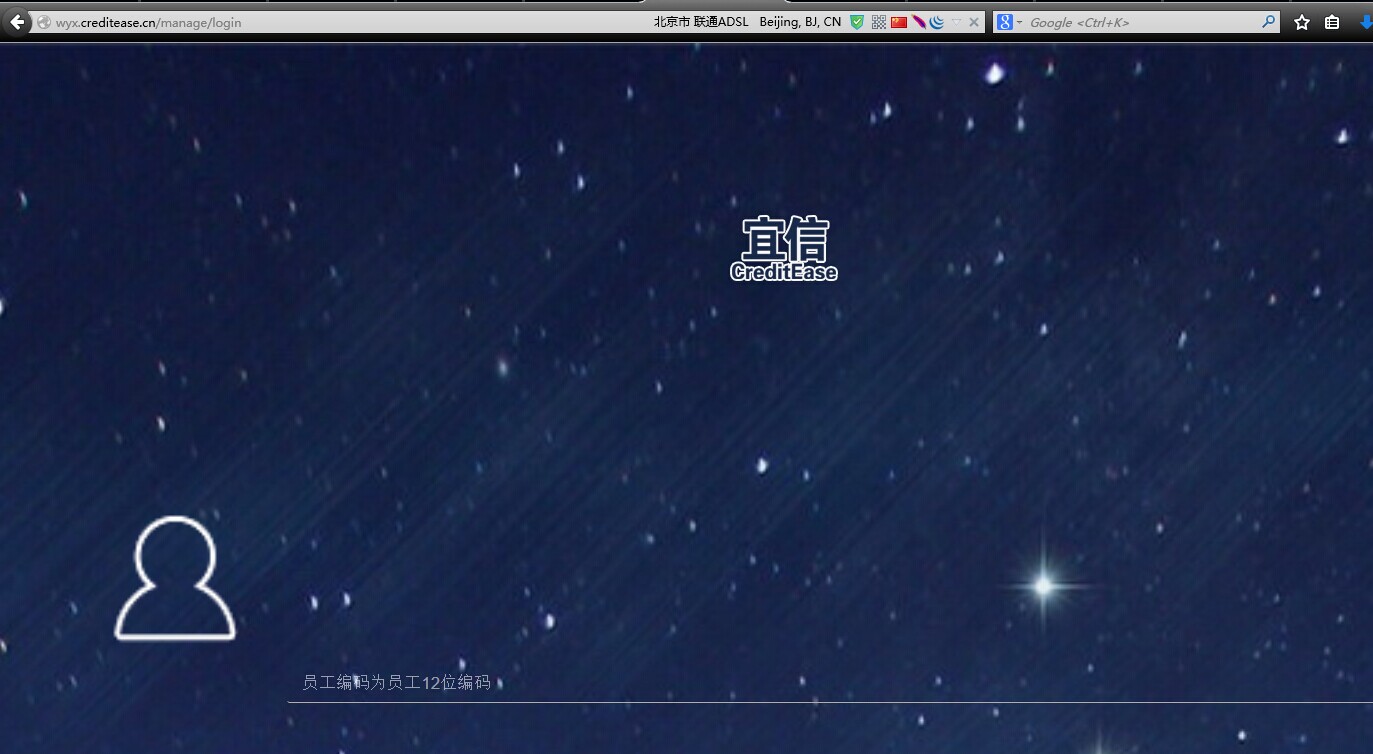 wyx.creditease.cn/manage/login
北京市 联通ADSL Beijing, BJ, CN
8
Google <Ctrl+K>
宜信
CreditEase
员工编码为员工12位编码